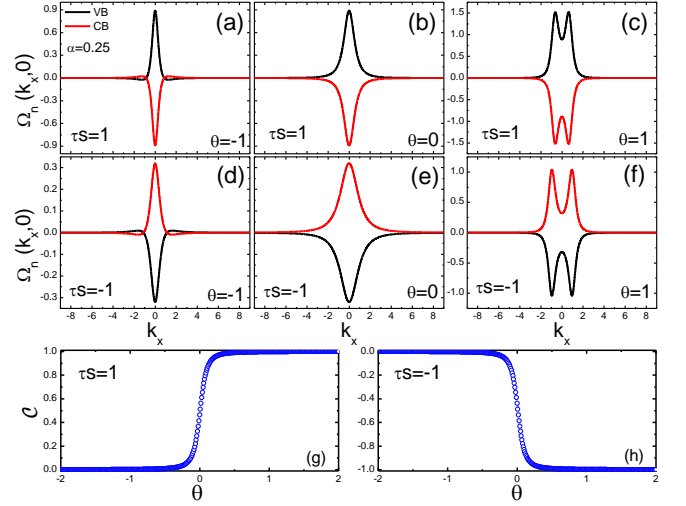 VB
CB
α=0.25
(a)
(b)
(c)
Ω_n (k_x,0)
0.9
0.6
0.3
0.0
-0.3
-0.6
-0.9
1.5
1.0
0.5
0.0
-0.5
-1.0
-1.5
τs=1
θ=-1
τs=1
θ=0
τs=1
θ=1
(d)
(e)
(f)
Ω_n (k_x,0)
0.3
0.2
0.1
0.0
-0.1
-0.2
-0.3
1.0
0.5
0.0
-0.5
-1.0
τs=-1
θ=-1
τs=-1
θ=0
τs=-1
θ=1
-8 -6 -4 -2 0 2 4 6 8
-8 -6 -4 -2 0 2 4 6 8
-8 -6 -4 -2 0 2 4 6 8
k_x
k_x
k_x
1.0
0.8
0.6
0.4
0.2
0.0
C
τs=1
(g)
-2 -1 0 1 2
θ
0.0
-0.2
-0.4
-0.6
-0.8
-1.0
τs=-1
(h)
-2 -1 0 1 2
θ